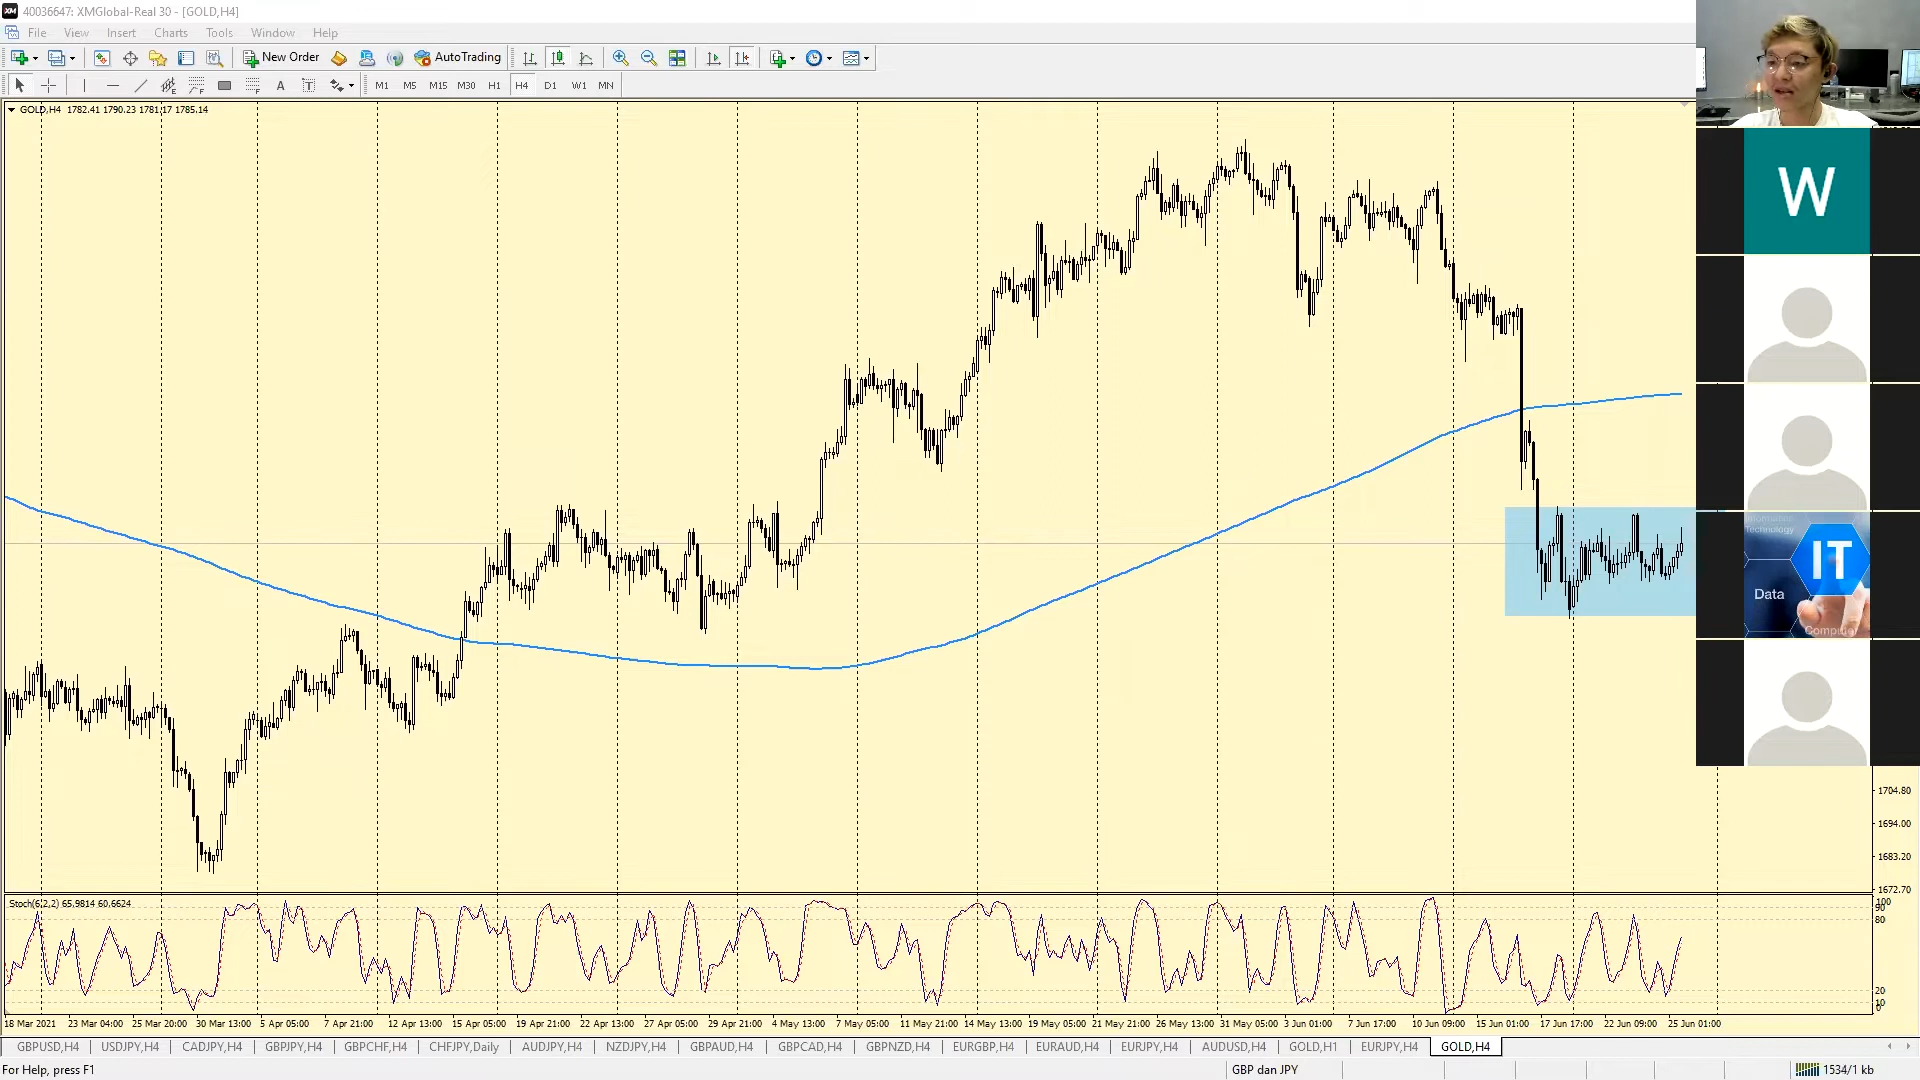 40036647: XMGlobal-Real 30 - [GOLD,H4]
File View Insert Charts Tools Window Help
New Order AutoTrading
A T M1 M5 M15 M30 H1 H4 D1 W1 MN
GOLD,H4 1782.41 1790.23 1781.17 1785.14
W
Technology
IT
Data
Computer
1704.80
1694.00
1683.20
1672.70
Stoch(6,2,2) 65.9814 60.6624
100
90
80
20
10
0
18 Mar 2021 23 Mar 04:00 25 Mar 20:00 30 Mar 13:00 5 Apr 05:00 7 Apr 21:00 12 Apr 13:00 15 Apr 05:00 19 Apr 21:00 22 Apr 13:00 27 Apr 05:00 29 Apr 21:00 4 May 13:00 7 May 05:00 11 May 21:00 14 May 13:00 19 May 05:00 21 May 21:00 26 May 13:00 31 May 05:00 3 Jun 01:00 7 Jun 17:00 10 Jun 09:00 15 Jun 01:00 17 Jun 17:00 22 Jun 09:00 25 Jun 01:00
GBPUSD,H4 USDJPY,H4 CADJPY,H4 GBPJPY,H4 GBPCHF,H4 CHFJPY,Daily AUDJPY,H4 NZDJPY,H4 GBPAUD,H4 GBPCAD,H4 GBPNZD,H4 EURGBP,H4 EURAUD,H4 EURJPY,H4 AUDUSD,H4 GOLD,H1 EURJPY,H4 GOLD,H4
For Help, press F1 GBP dan JPY 1534/1 kb